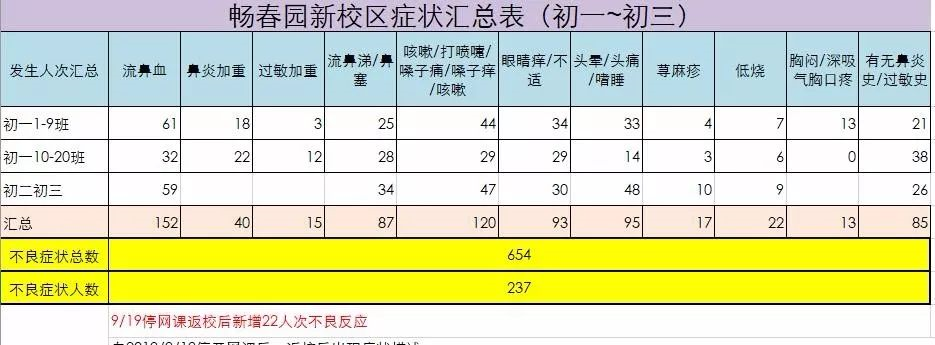 畅春园新校区症状汇总表（初一~初三）
发生人次汇总 流鼻血 鼻炎加重 过敏加重 流鼻涕/鼻塞 咳嗽/打喷嚏/嗓子痛/嗓子痒/咳嗽 眼睛痒/不适 头晕/头痛/嗜睡 荨麻疹 低烧 胸闷/深吸气胸口疼 有无鼻炎史/过敏史
初一1-9班 61 18 3 25 44 34 33 4 7 13 21
初一10-20班 32 22 12 28 29 29 14 3 6 0 38
初二初三 59 34 47 30 48 10 9 26
汇总 152 40 15 87 120 93 95 17 22 13 85
不良症状总数 654
不良症状人数 237
9/19停网课返校后新增22人次不良反应